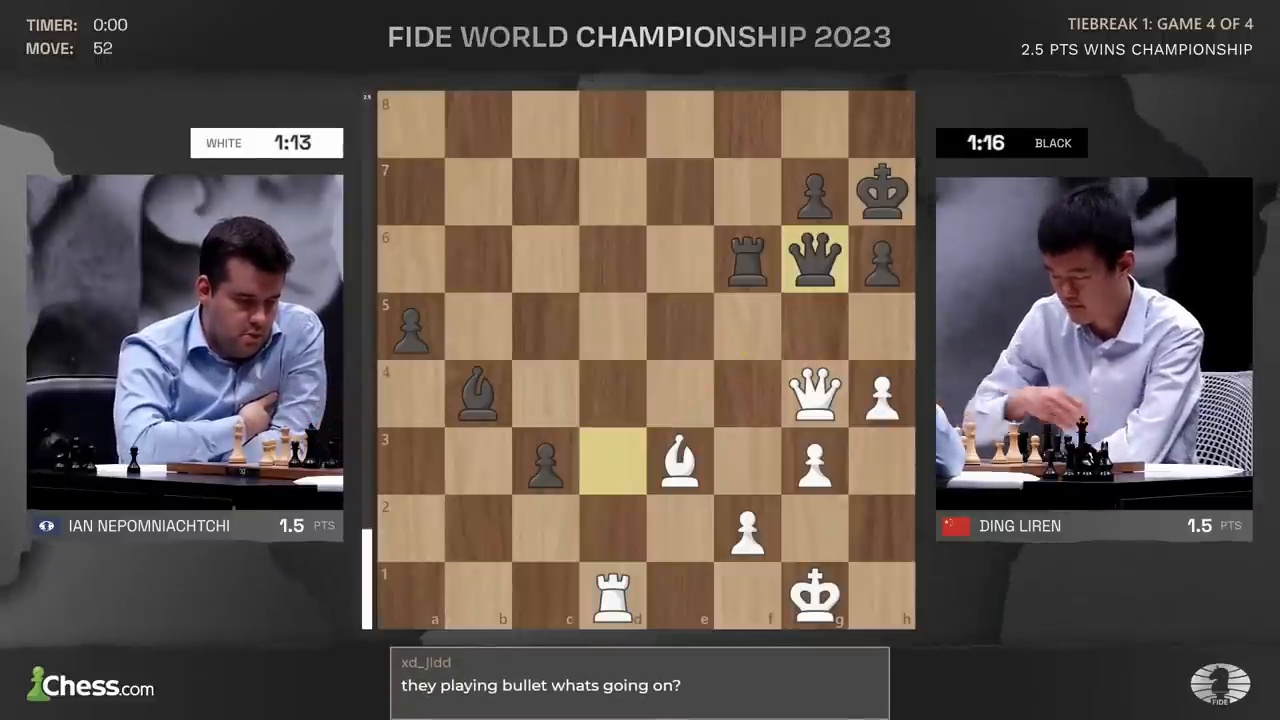 TIMER: 0:00
MOVE: 52
FIDE WORLD CHAMPIONSHIP 2023
TIEBREAK 1: GAME 4 OF 4
2.5 PTS WINS CHAMPIONSHIP
WHITE 1:13
1:16 BLACK
2.5
8
7
6
5
4
3
2
1
a b c d e f g h
IAN NEPOMNIACHTCHI 1.5 PTS
DING LIREN 1.5 PTS
xd_Jldd
they playing bullet whats going on?
Chess.com
FIDE